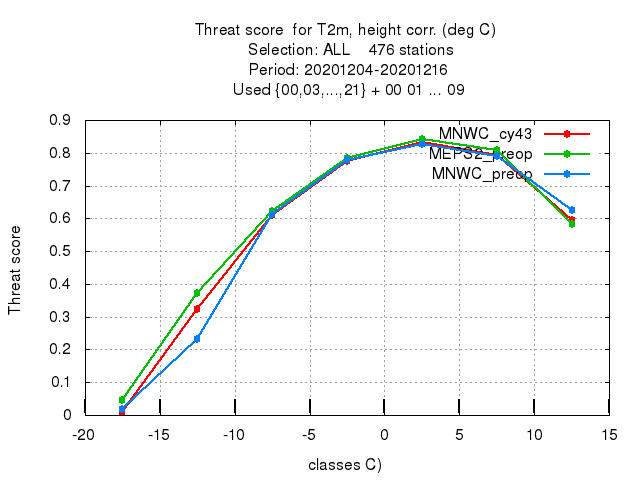 Threat score  for T2m, height corr. (deg C)
Selection: ALL    476 stations
Period: 20201204-20201216
Used {00,03,...,21} + 00 01 ... 09
0.9
0.8
0.7
0.6
0.5
0.4
0.3
0.2
0.1
0
Threat score
MNWC_cy43
MEPS2_preop
MNWC_preop
-20 -15 -10 -5 0 5 10 15
classes C)